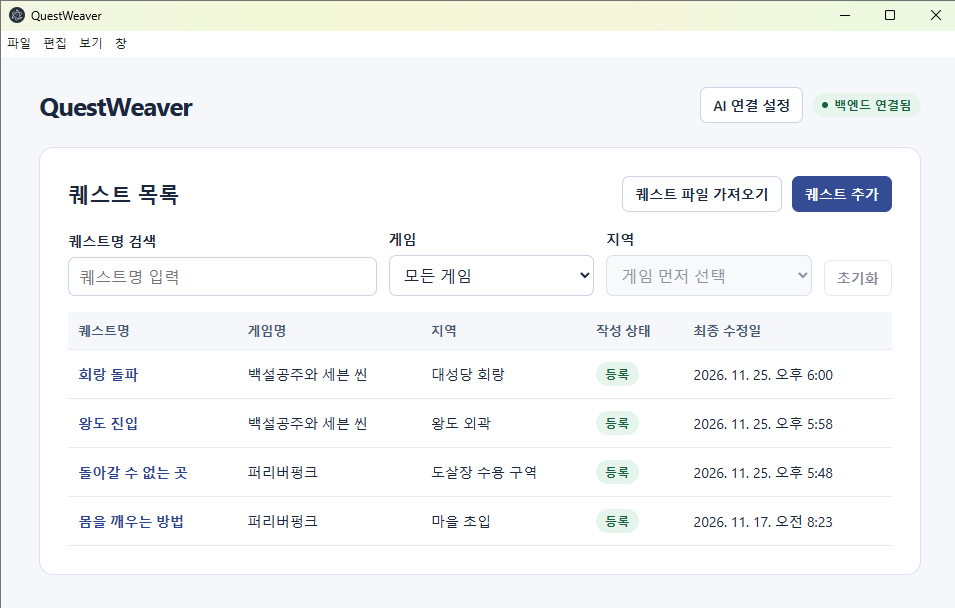 QuestWeaver
파일 편집 보기 창
QuestWeaver
AI 연결 설정
백엔드 연결됨
퀘스트 목록
퀘스트 파일 가져오기
퀘스트 추가
퀘스트명 검색
게임
지역
퀘스트명 입력
모든 게임
게임 먼저 선택
초기화
퀘스트명 게임명 지역 작성 상태 최종 수정일
회랑 돌파 백설공주와 세븐 씬 대성당 회랑 등록 2026. 11. 25. 오후 6:00
왕도 진입 백설공주와 세븐 씬 왕도 외곽 등록 2026. 11. 25. 오후 5:58
돌아갈 수 없는 곳 퍼리버펑크 도살장 수용 구역 등록 2026. 11. 25. 오후 5:48
몸을 깨우는 방법 퍼리버펑크 마을 초입 등록 2026. 11. 17. 오전 8:23